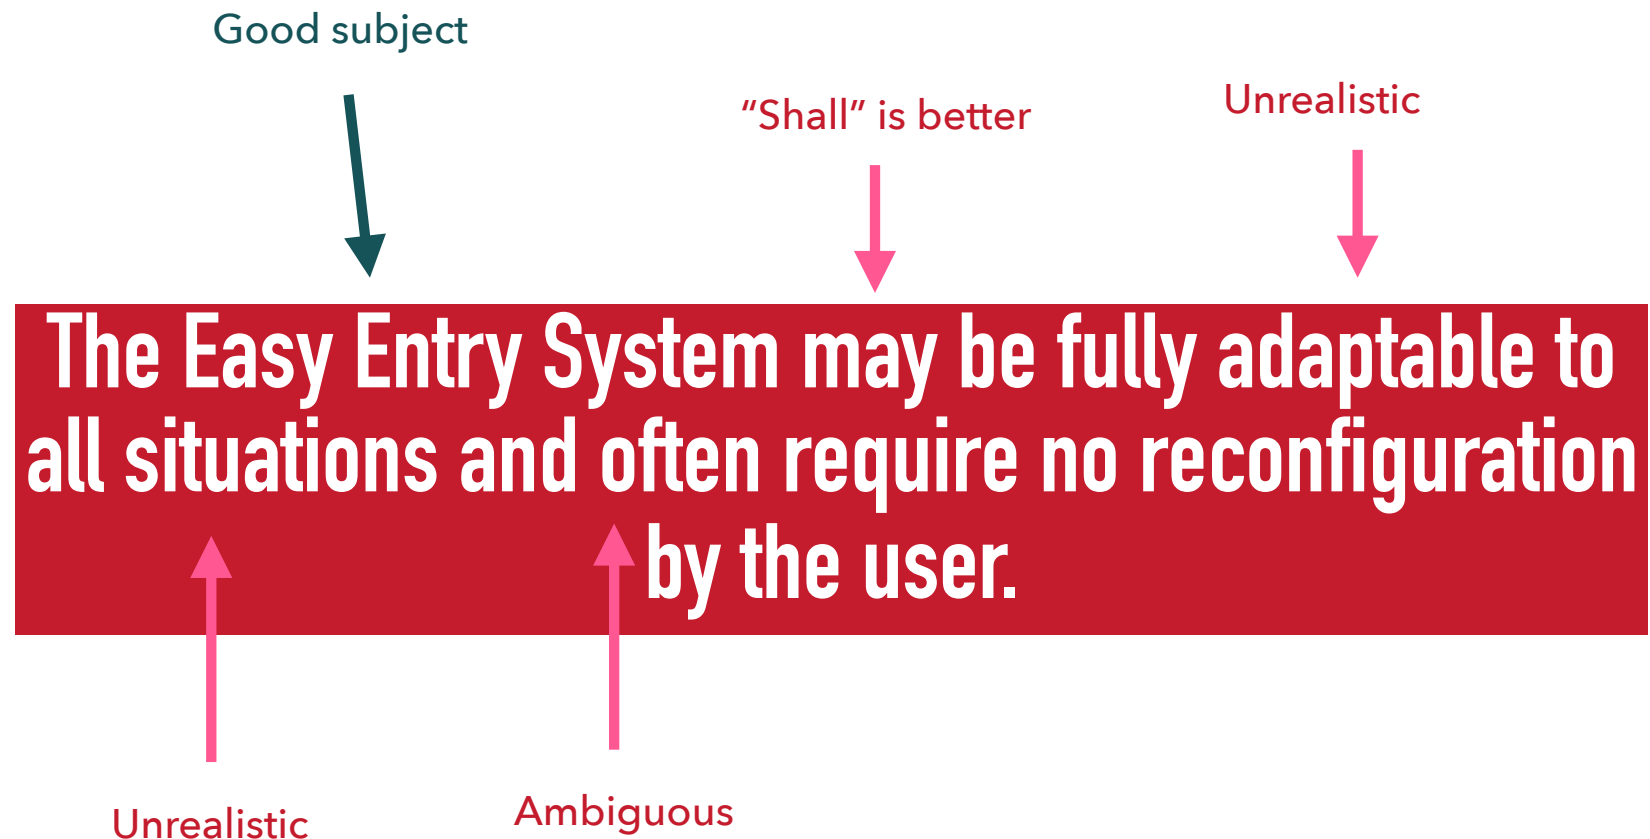 Good subject
“Shall” is better
Unrealistic
The Easy Entry System may be fully adaptable to
all situations and often require no reconfiguration
by the user.
Unrealistic
Ambiguous